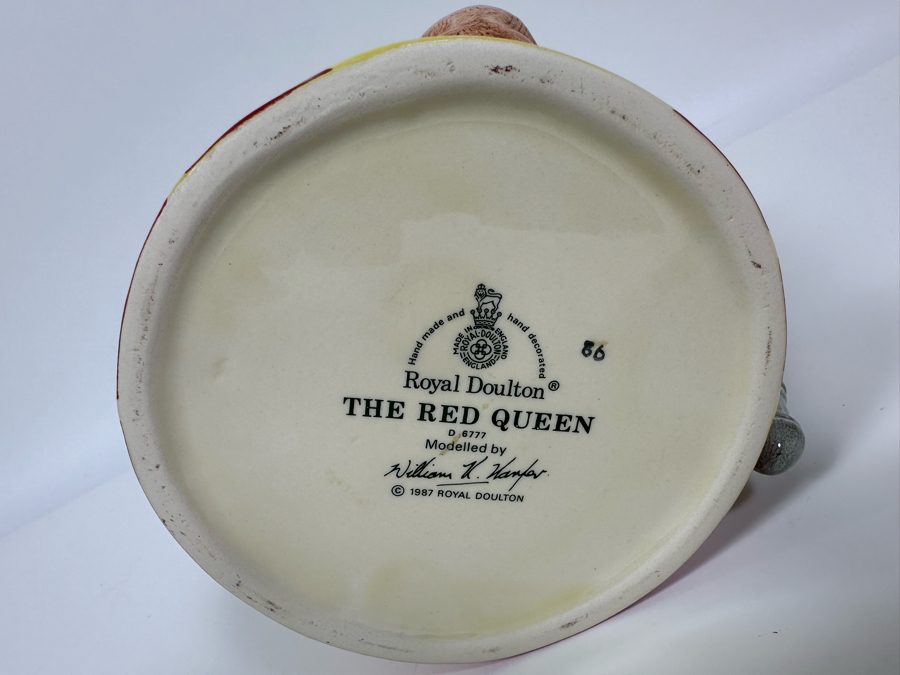 Hand made and hand decorated
MADE IN ENGLAND
ROYAL·DOULTON
ENGLAND
Royal Doulton®
THE RED QUEEN
D 6777
Modelled by
William K. Harper
© 1987 ROYAL DOULTON
86